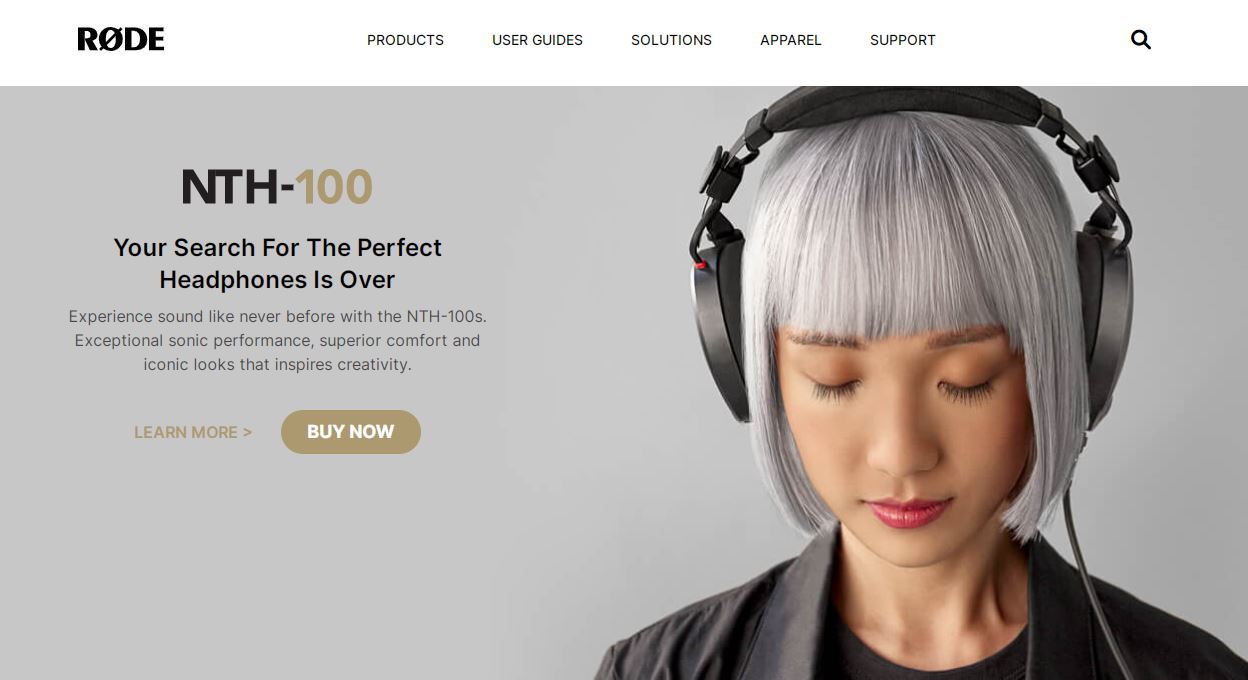 RØDE
PRODUCTS
USER GUIDES
SOLUTIONS
APPAREL
SUPPORT
NTH-100
Your Search For The Perfect
Headphones Is Over
Experience sound like never before with the NTH-100s.
Exceptional sonic performance, superior comfort and
iconic looks that inspires creativity.
LEARN MORE >
BUY NOW